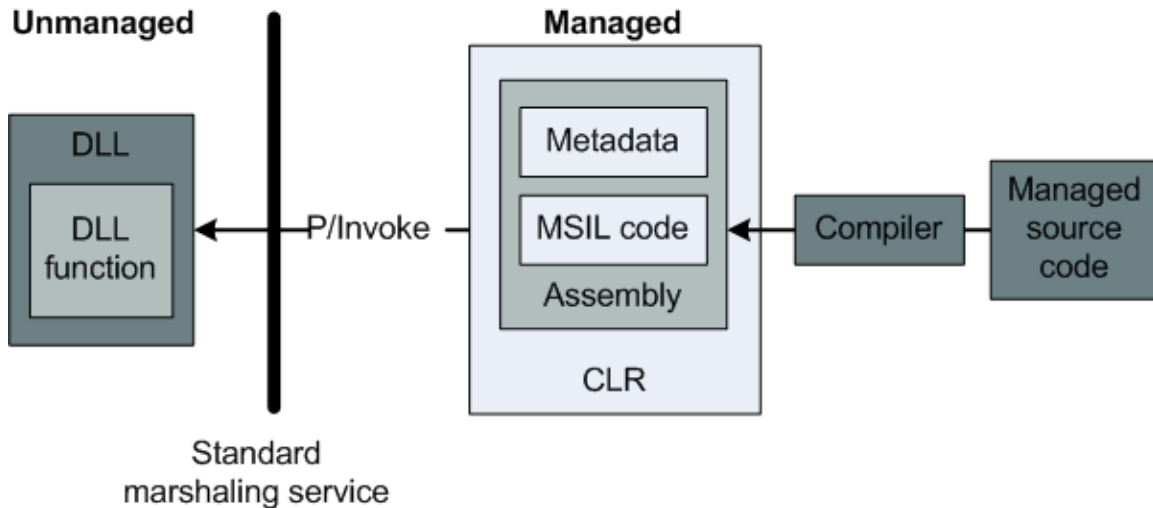 Unmanaged
Managed
DLL
DLL
function
P/Invoke
Metadata
MSIL code
Assembly
CLR
Compiler
Managed
source
code
Standard
marshaling service